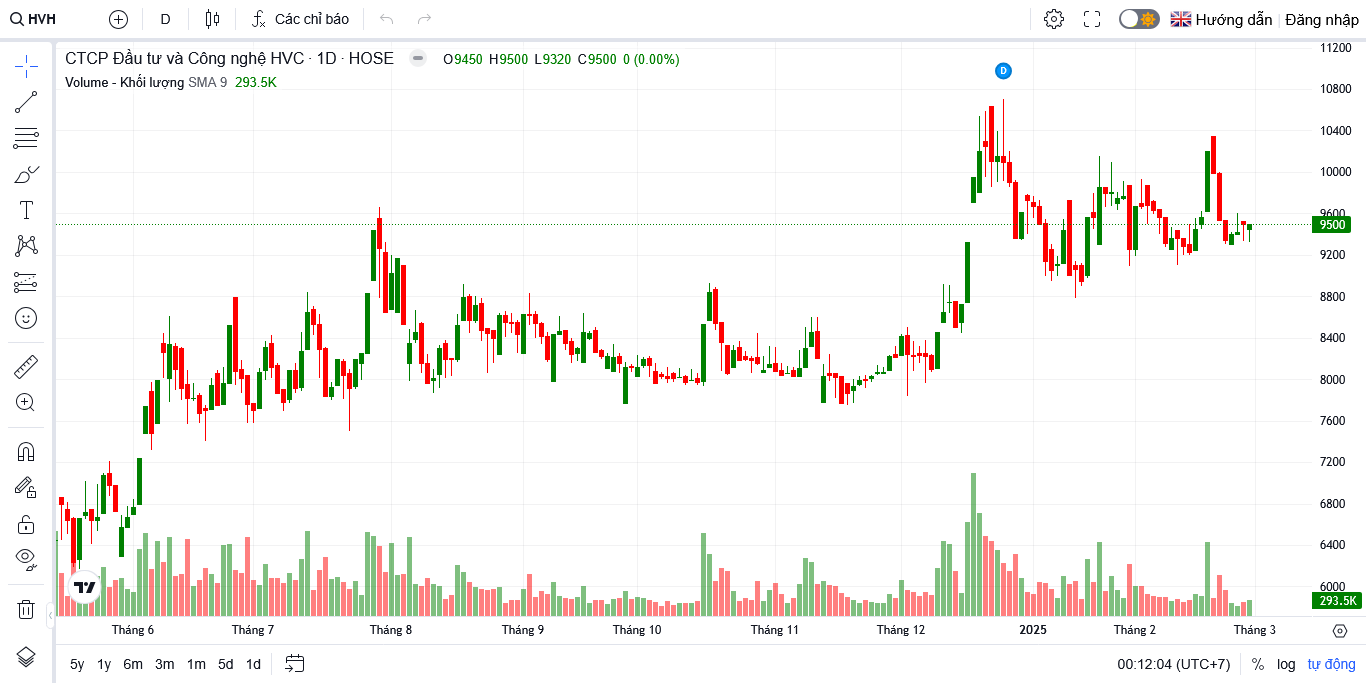 HVH D Các chỉ báo Hướng dẫn Đăng nhập
CTCP Đầu tư và Công nghệ HVC · 1D · HOSE O9450 H9500 L9320 C9500 0 (0.00%)
Volume - Khối lượng SMA 9 293.5K
D
11200
10800
10400
10000
9600
9500
9200
8800
8400
8000
7600
7200
6800
6400
6000
293.5K
Tháng 6 Tháng 7 Tháng 8 Tháng 9 Tháng 10 Tháng 11 Tháng 12 2025 Tháng 2 Tháng 3
5y 1y 6m 3m 1m 5d 1d 00:12:04 (UTC+7) % log tự động